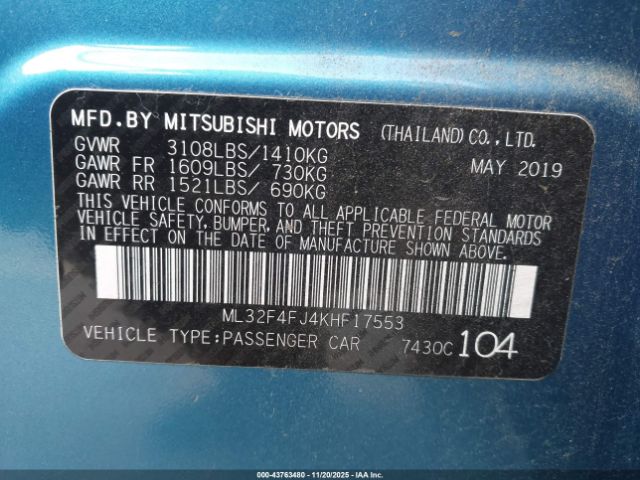 MFD.BY MITSUBISHI MOTORS (THAILAND)CO.,LTD.
GVWR 3108LBS/1410KG MAY 2019
GAWR FR 1609LBS/ 730KG
GAWR RR 1521LBS/ 690KG
THIS VEHICLE CONFORMS TO ALL APPLICABLE FEDERAL MOTOR
VEHICLE SAFETY, BUMPER, AND THEFT PREVENTION STANDARDS
IN EFFECT ON THE DATE OF MANUFACTURE SHOWN ABOVE.
ML32F4FJ4KHF17553
VEHICLE TYPE:PASSENGER CAR 7430C 104
000-43763480 - 11/20/2025 - IAAI.COM